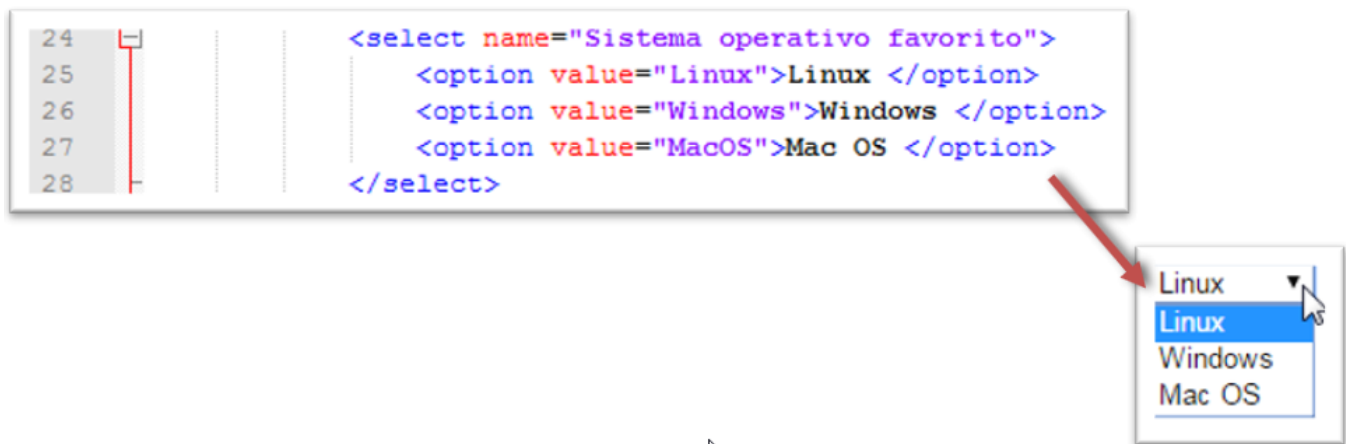 24 <select name="Sistema operativo favorito">
25 <option value="Linux">Linux </option>
26 <option value="Windows">Windows </option>
27 <option value="MacOS">Mac OS </option>
28 </select>
Linux
Linux
Windows
Mac OS